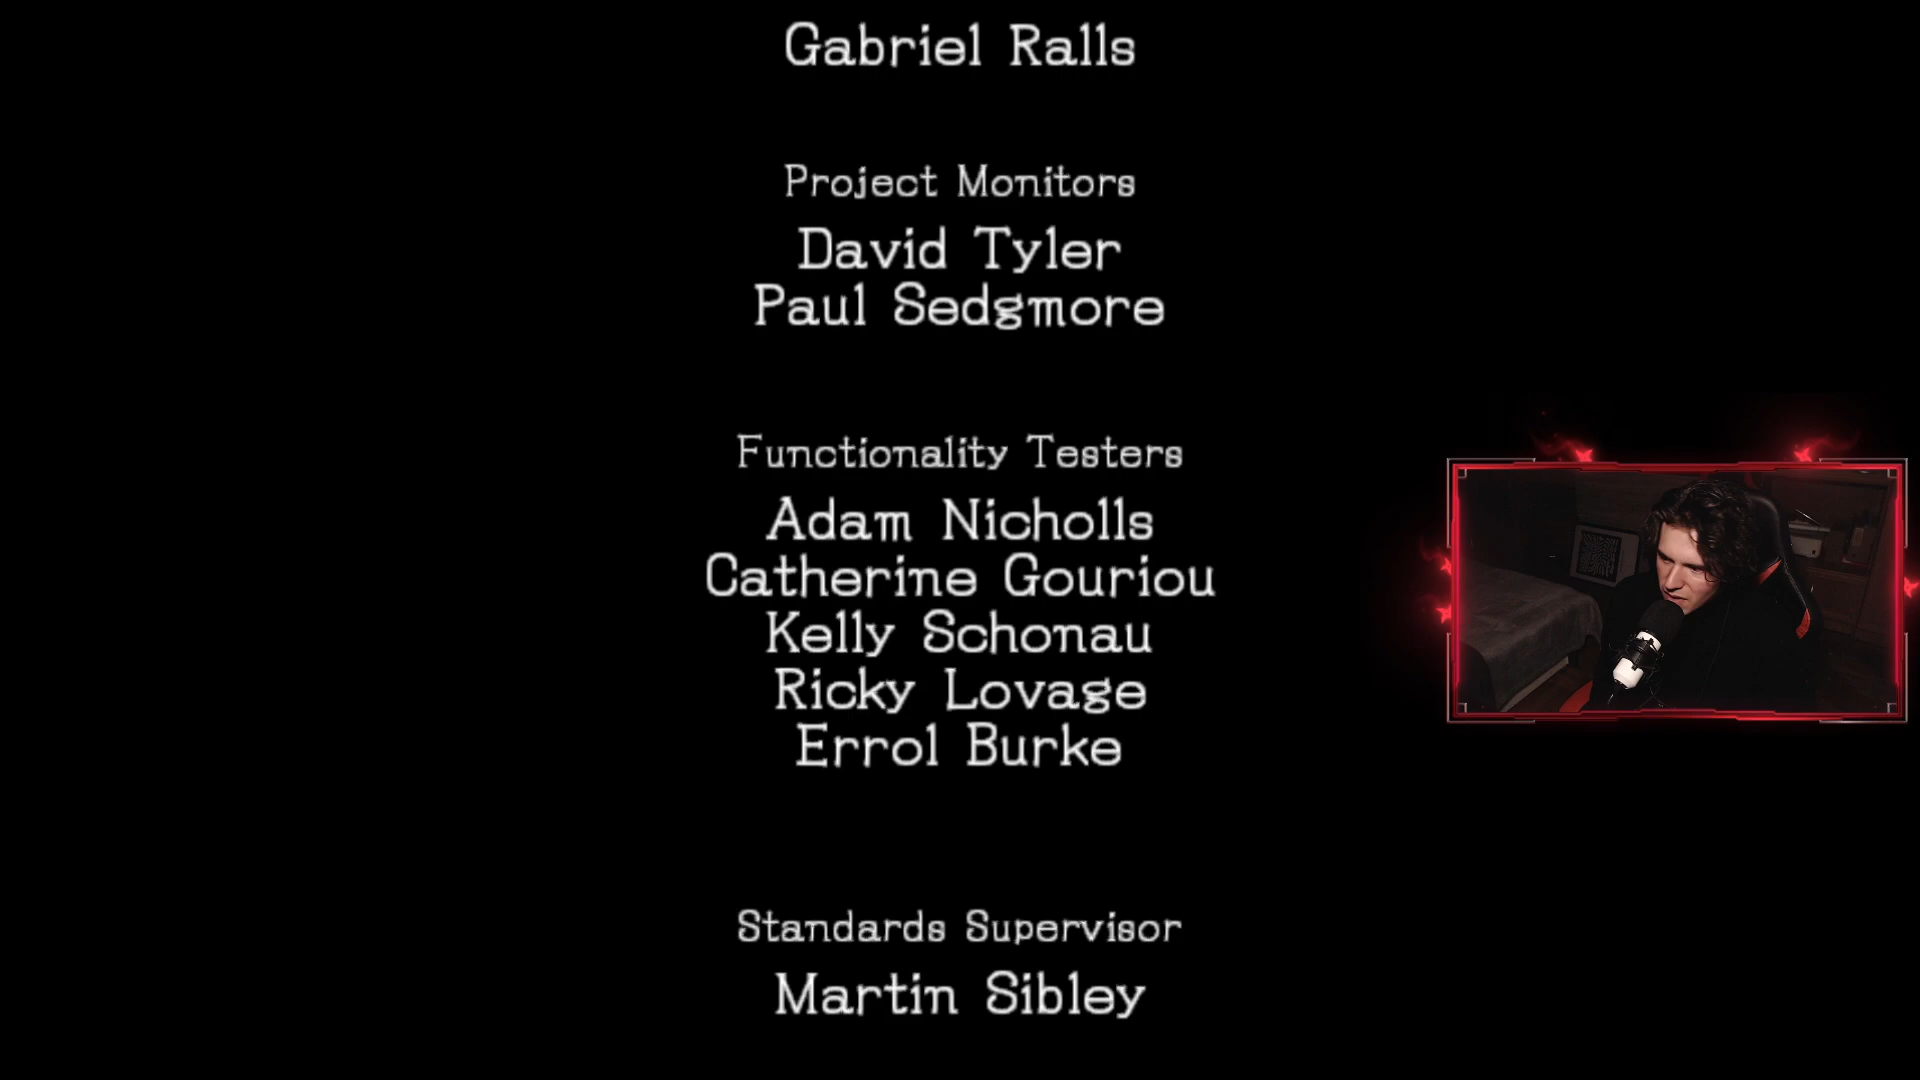 Gabriel Ralls
Project Monitors
David Tyler
Paul Sedgmore
Functionality Testers
Adam Nicholls
Catherine Gouriou
Kelly Schonau
Ricky Lovage
Errol Burke
Standards Supervisor
Martin Sibley